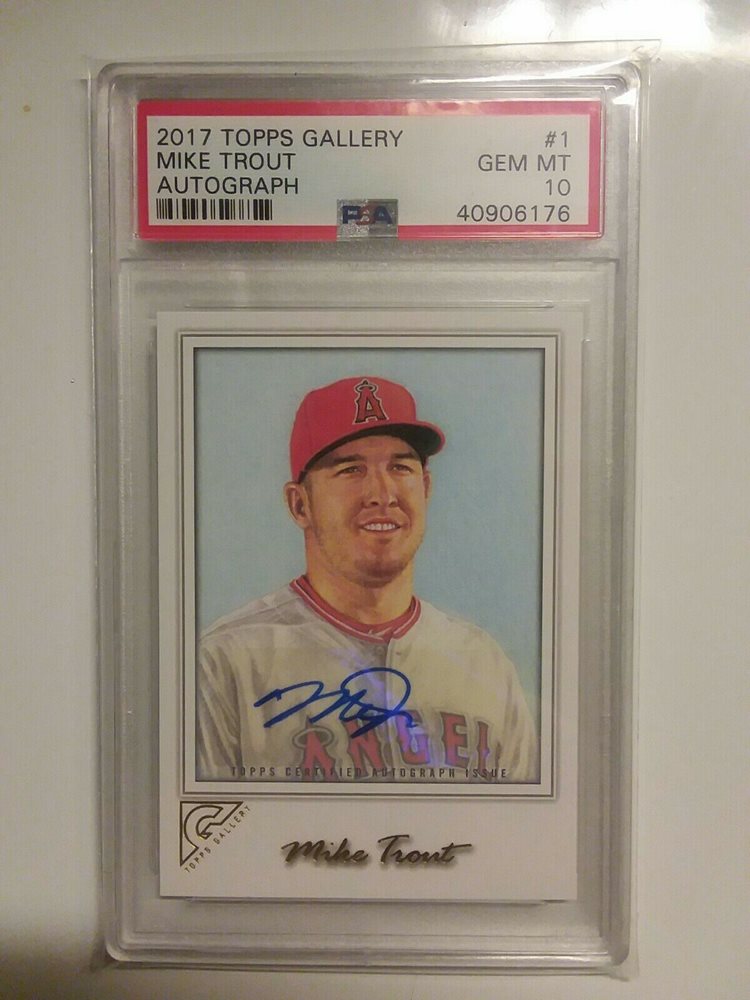 2017 TOPPS GALLERY #1
MIKE TROUT GEM MT
AUTOGRAPH 10
PSA 40906176
A
ANGEL
TOPPS CERTIFIED AUTOGRAPH ISSUE
TOPPS GALLERY
Mike Trout